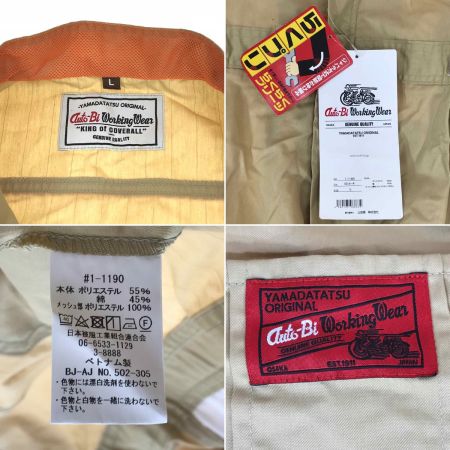 L
YAMADATATSU ORIGINAL
Auto-Bi Working Wear
"KING of COVERALL"
GENUINE QUALITY
らくらく
Auto-Bi Working Wear
GENUINE QUALITY
YAMADATATSU ORIGINAL
EST.1911
#1-1190
本体 ポリエステル 55%
綿 45%
メッシュ部 ポリエステル 100%
日本被服工業組合連合会
06-6533-1129
3-8888
ベトナム製
BJ-AJ NO. 502-305
・色物には漂白洗剤を使わない
で下さい。
・色物と白物を一緒に洗わない
で下さい。
YAMADATATSU
ORIGINAL
Auto-Bi Working Wear
GENUINE QUALITY
OSAKA EST.1911 JAPAN